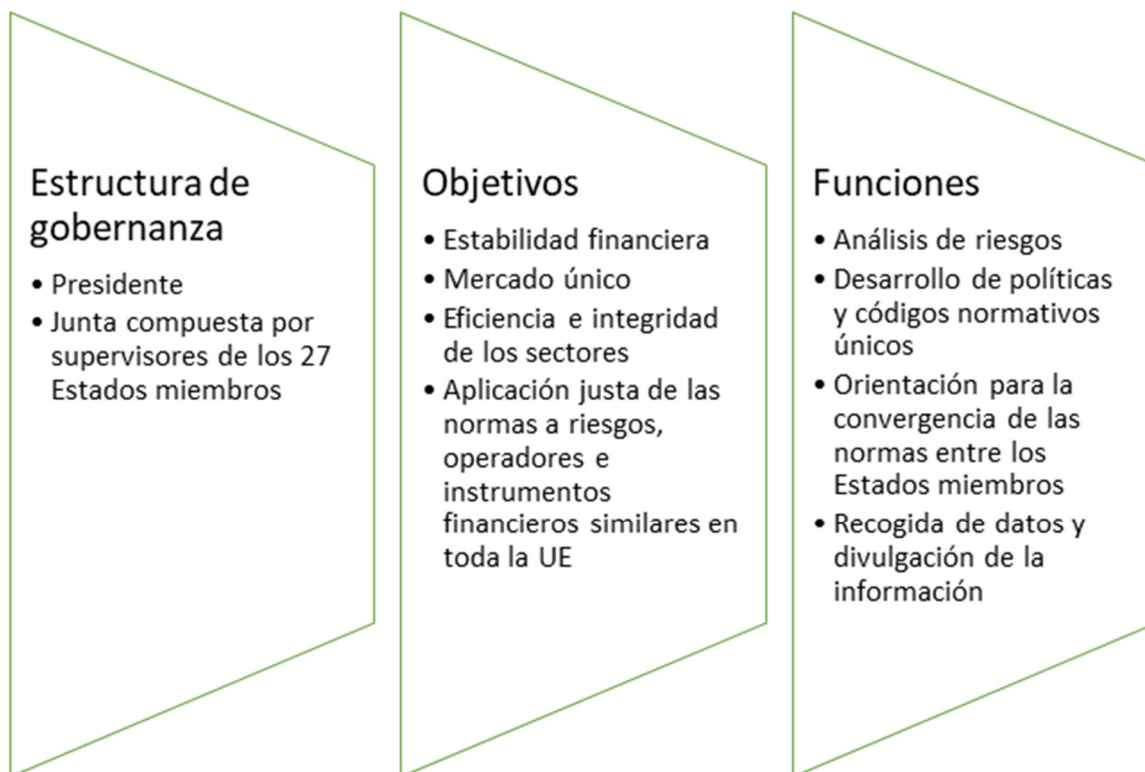 Estructura de
gobernanza
• Presidente
• Junta compuesta por
supervisores de los 27
Estados miembros
Objetivos
• Estabilidad financiera
• Mercado único
• Eficiencia e integridad
de los sectores
• Aplicación justa de las
normas a riesgos,
operadores e
instrumentos
financieros similares en
toda la UE
Funciones
• Análisis de riesgos
• Desarrollo de políticas
y códigos normativos
únicos
• Orientación para la
convergencia de las
normas entre los
Estados miembros
• Recogida de datos y
divulgación de la
información